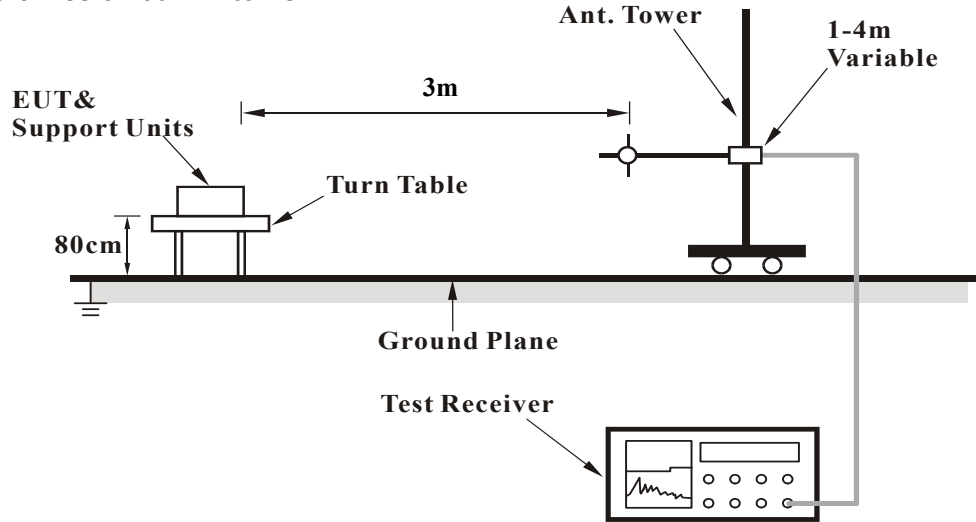 Ant. Tower
1-4m
Variable
3m
EUT&
Support Units
Turn Table
80cm
Ground Plane
Test Receiver